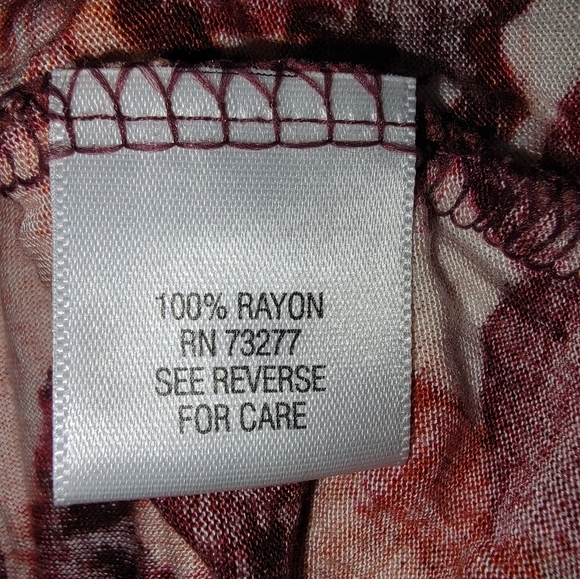 100% RAYON
RN 73277
SEE REVERSE
FOR CARE